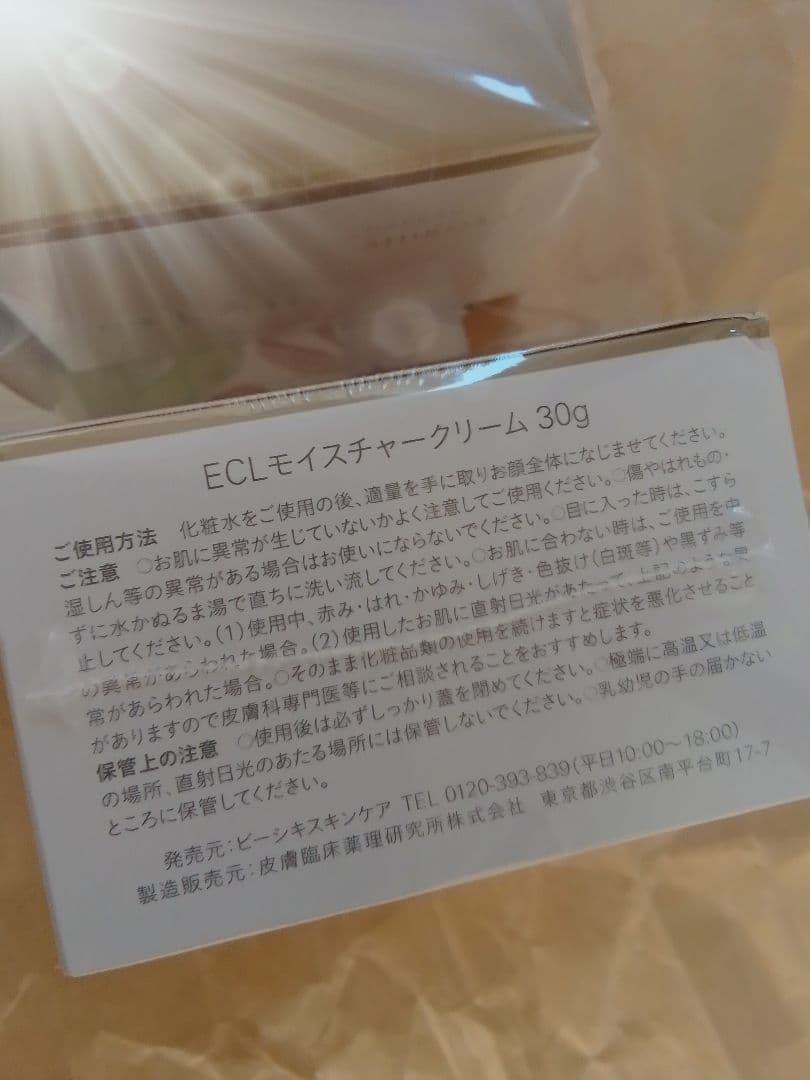 ECLモイスチャークリーム 30g
ご使用方法 化粧水をご使用の後、適量を手に取りお顔全体になじませてください。
ご注意 ○お肌に異常が生じていないかよく注意してご使用ください。○傷やはれもの・
湿しん等の異常がある場合はお使いにならないでください。○目に入った時は、こすら
ずに水かぬるま湯で直ちに洗い流してください。○お肌に合わない時は、ご使用を中
止してください。(1)使用中、赤み・はれ・かゆみ・しげき・色抜け(白斑等)や黒ずみ等
の異常があらわれた場合。(2)使用したお肌に直射日光があたって、上記のような異
常があらわれた場合。○そのまま化粧品類の使用を続けますと症状を悪化させること
がありますので皮膚科専門医等にご相談されることをおすすめします。
保管上の注意 ○使用後は必ずしっかり蓋を閉めてください。○極端に高温又は低温
の場所、直射日光のあたる場所には保管しないでください。○乳幼児の手の届かない
ところに保管してください。
発売元:ビーシキスキンケア TEL 0120-393-839(平日10:00~18:00)
製造販売元:皮膚臨床薬理研究所株式会社 東京都渋谷区南平台町17-7